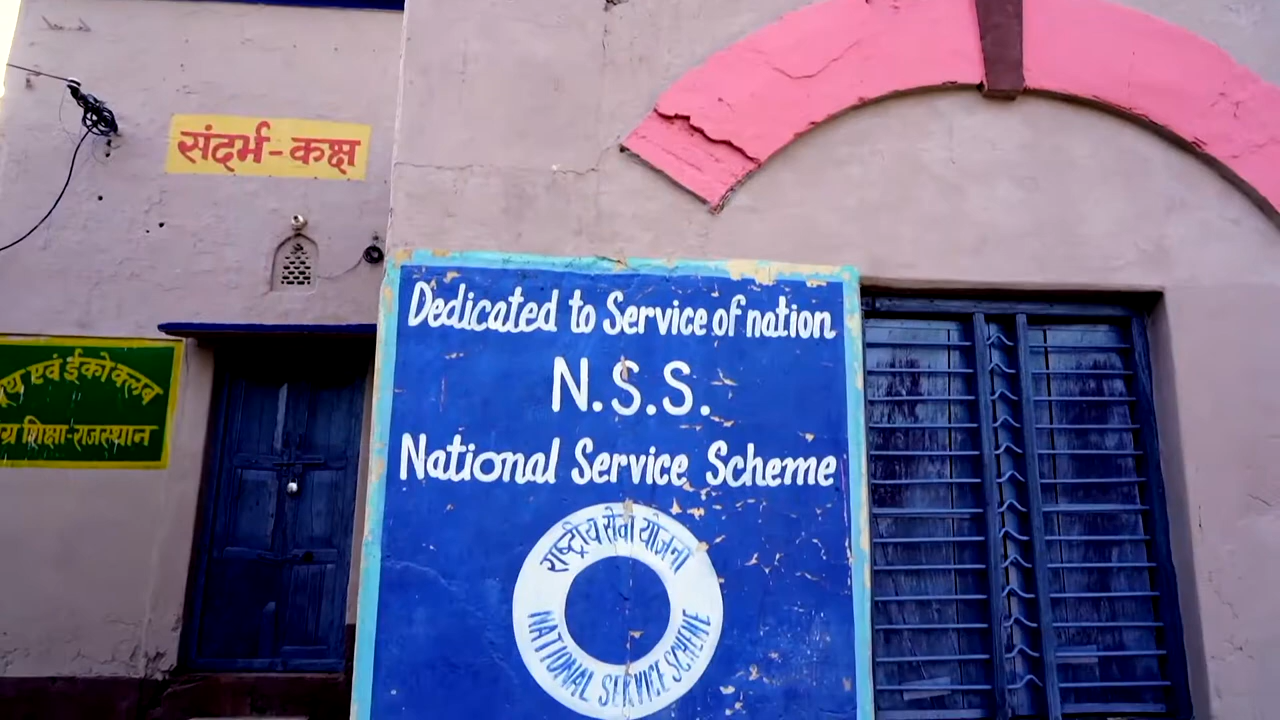 संदर्भ-कक्ष
एवं ईको क्लब
शिक्षा-राजस्थान
Dedicated to Service of nation
N.S.S.
National Service Scheme
राष्ट्रीय सेवा योजना
NATIONAL SERVICE SCHEME